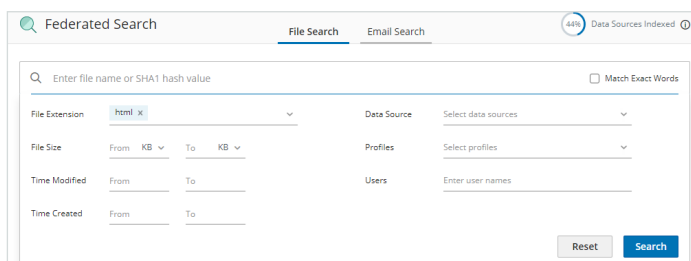 Federated Search
File Search
Email Search
44%
Data Sources Indexed
Enter file name or SHA1 hash value
Match Exact Words
File Extension
html x
Data Source
Select data sources
File Size
From KB
To KB
Profiles
Select profiles
Time Modified
From
To
Users
Enter user names
Time Created
From
To
Reset
Search